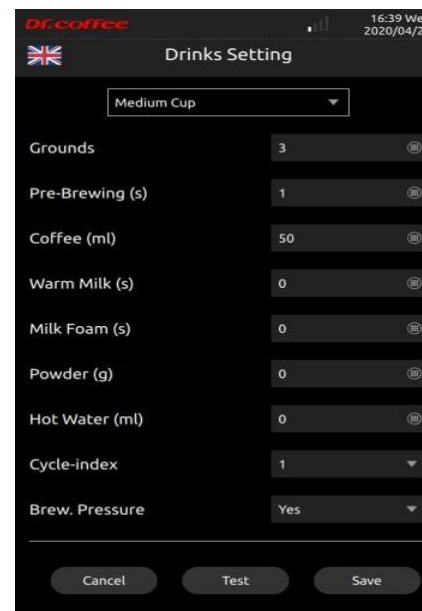 Dr.coffee
16:39 We
2020/04/2
Drinks Setting
Medium Cup
Grounds 3
Pre-Brewing (s) 1
Coffee (ml) 50
Warm Milk (s) 0
Milk Foam (s) 0
Powder (g) 0
Hot Water (ml) 0
Cycle-index 1
Brew. Pressure Yes
Cancel Test Save